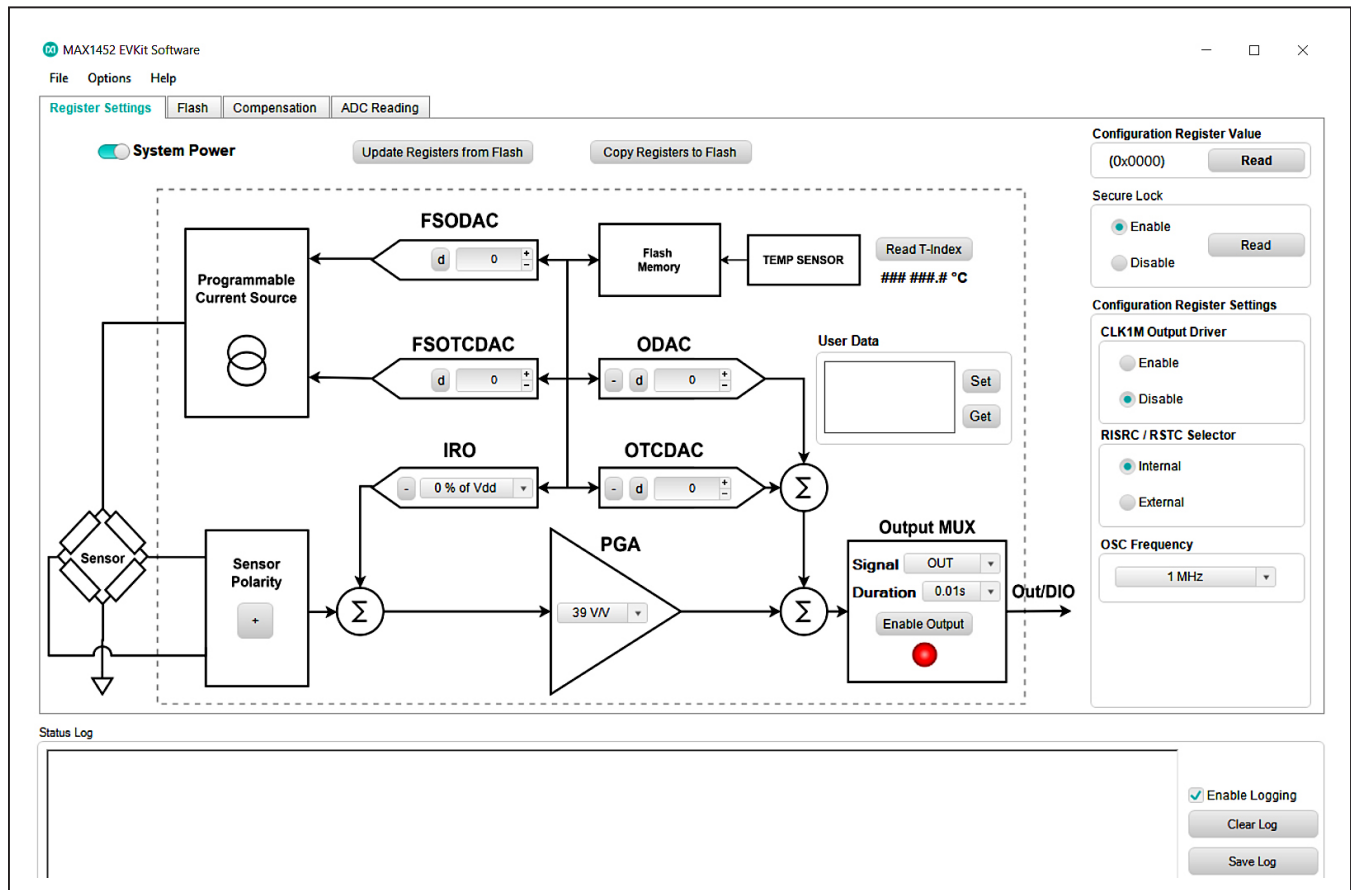 MAX1452 EVKit Software
File Options Help
Register Settings Flash Compensation ADC Reading
System Power
Update Registers from Flash
Copy Registers to Flash
FSODAC
d 0 + -
Programmable
Current Source
Flash
Memory
TEMP SENSOR
Read T-Index
### ###.# °C
FSOTCDAC
d 0 + -
ODAC
- d 0 + -
User Data
Set
Get
IRO
- 0 % of Vdd
OTCDAC
- d 0 + -
Σ
Sensor
Sensor
Polarity
+
Σ
PGA
39 V/V
Σ
Output MUX
Signal OUT
Duration 0.01s
Enable Output
Out/DIO
Configuration Register Value
(0x0000) Read
Secure Lock
Enable
Disable
Read
Configuration Register Settings
CLK1M Output Driver
Enable
Disable
RISRC / RSTC Selector
Internal
External
OSC Frequency
1 MHz
Status Log
Enable Logging
Clear Log
Save Log